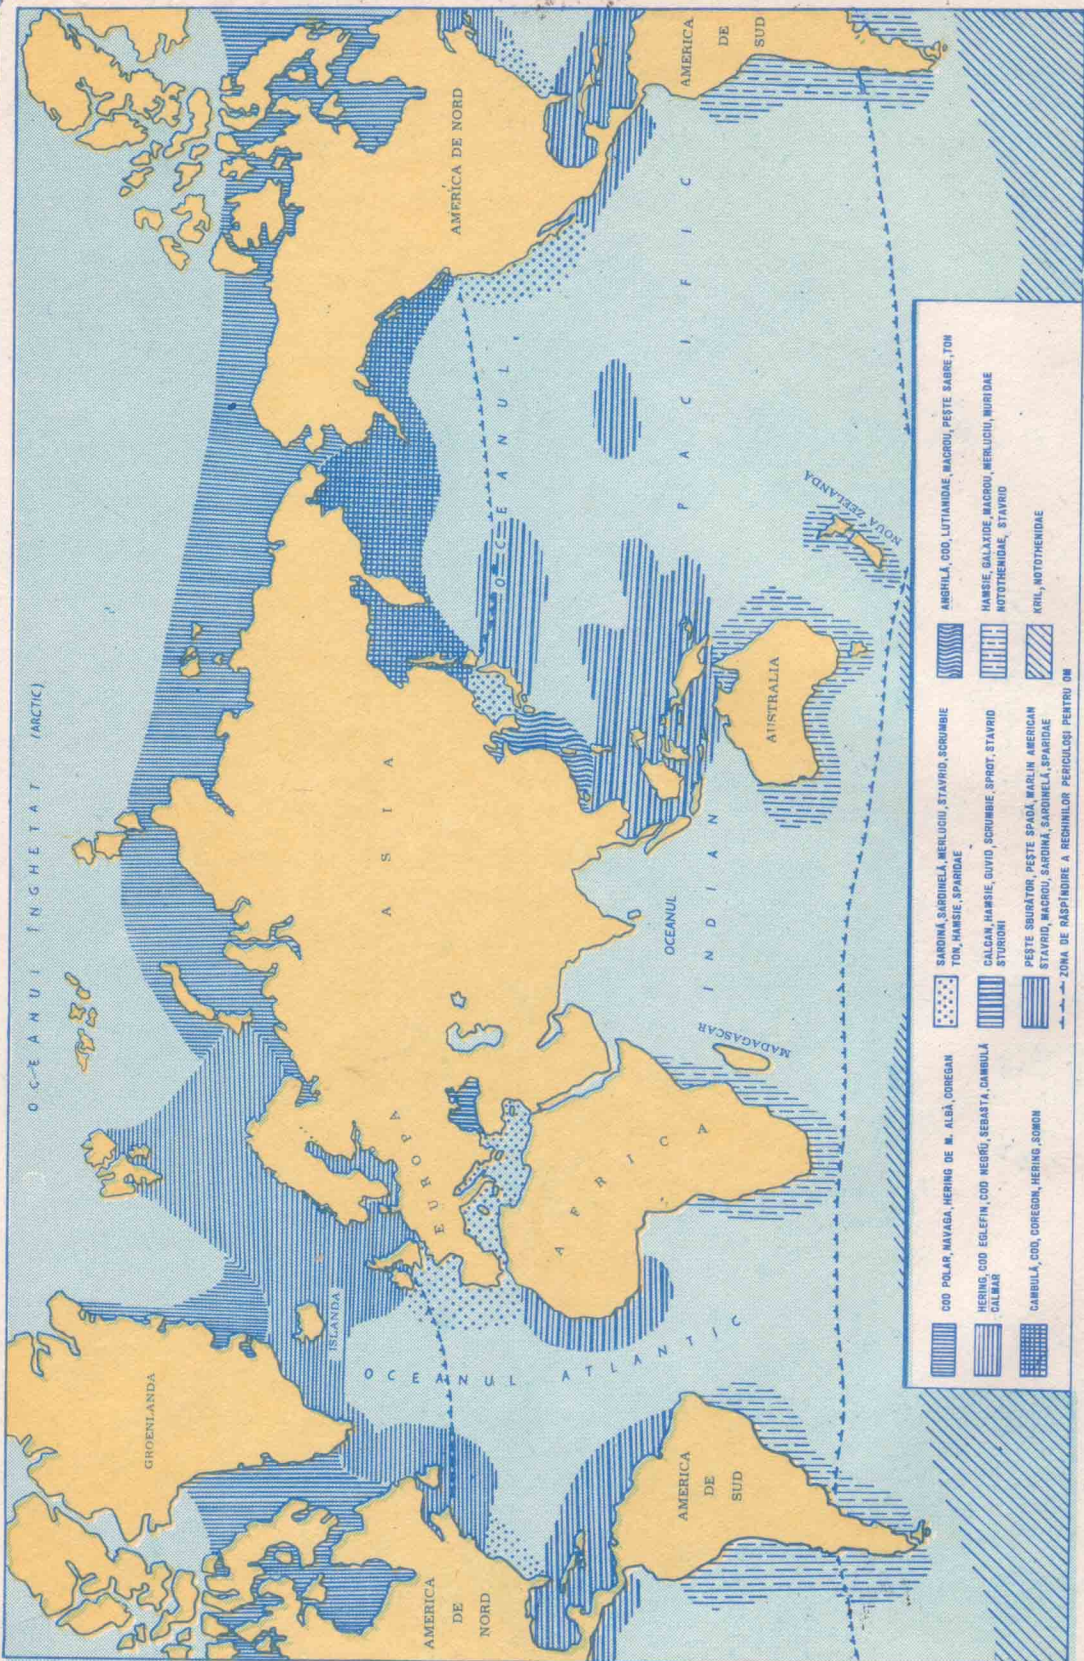 OCEANUL ÎNGHEȚAT (ARCTIC)
GROENLANDA
ISLANDA
EUROPA
ASIA
AMERICA DE NORD
AMERICA
DE
NORD
OCEANUL ATLANTIC
AFRICA
MADAGASCAR
OCEANUL
INDIAN
AUSTRALIA
NOUA ZEELANDA
OCEANUL
PACIFIC
AMERICA
DE
SUD
AMERICA
DE
SUD
COD POLAR, NAVAGA, HERING DE M. ALBĂ, COREGAN
HERING, COD EGLEFIN, COD NEGRU, SEBASTA, CAMBULĂ
CALMAR
CAMBULĂ, COD, COREGON, HERING, SOMON
SARDINĂ, SARDINELĂ, MERLUCIU, STAVRID, SCRUMBIE
TON, HAMSIE, SPARIDAE
CALCAN, HAMSIE, GUVID, SCRUMBIE, SPROT, STAVRID
STURIONI
PEȘTE SBURĂTOR, PEȘTE SPADĂ, MARLIN AMERICAN
STAVRID, MACROU, SARDINĂ, SARDINELĂ, SPARIDAE
ZONA DE RĂSPÎNDIRE A RECHINILOR PERICULOȘI PENTRU OM
ANGHILĂ, COD, LUTIANIDAE, MACROU, PEȘTE SABRE, TON
HAMSIE, GALAXIDE, MACROU, MERLUCIU, MURIDAE
NOTOTHENIDAE, STAVRID
KRIL, NOTOTHENIDAE